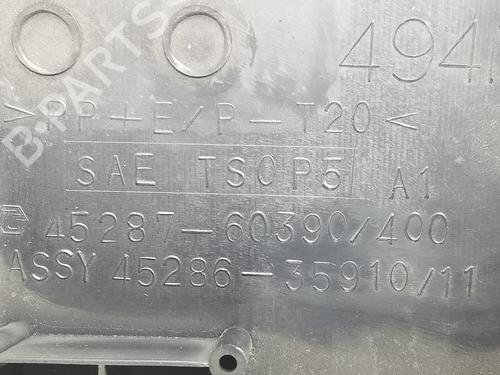 494
>PP+E/P-T20<
SAE TSOP5 A1
45287-60390/400
ASSY 45286-35910/11
B-PARTS